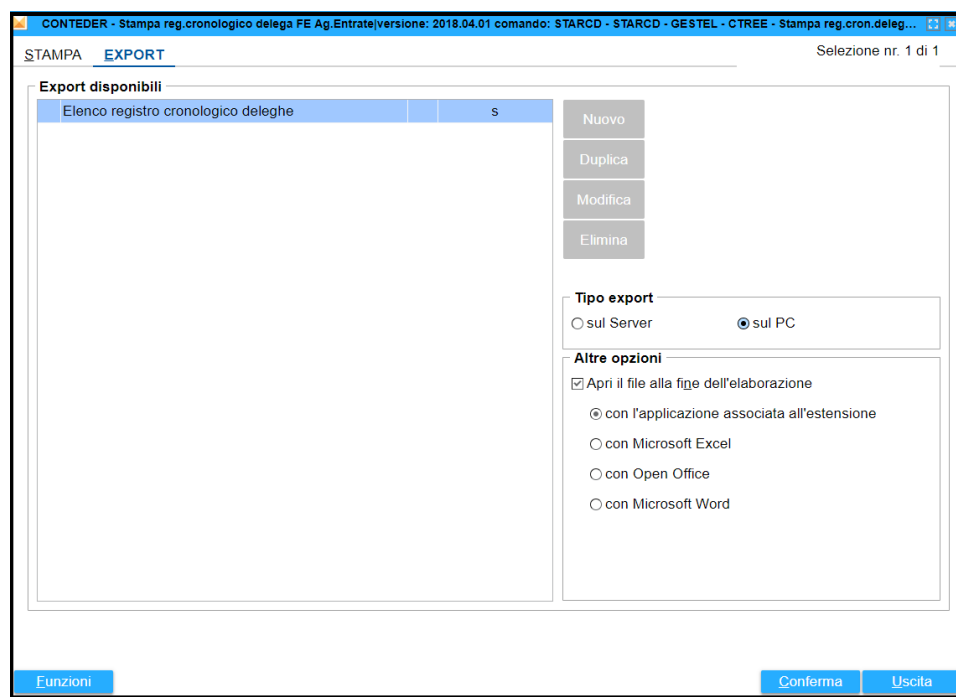 CONTEDER - Stampa reg.cronologico delega FE Ag.Entrate|versione: 2018.04.01 comando: STARCD - STARCD - GESTEL - CTREE - Stampa reg.cron.deleg...
STAMPA EXPORT Selezione nr. 1 di 1
Export disponibili
Elenco registro cronologico deleghe s
Nuovo
Duplica
Modifica
Elimina
Tipo export
sul Server sul PC
Altre opzioni
Apri il file alla fine dell'elaborazione
con l'applicazione associata all'estensione
con Microsoft Excel
con Open Office
con Microsoft Word
Funzioni Conferma Uscita